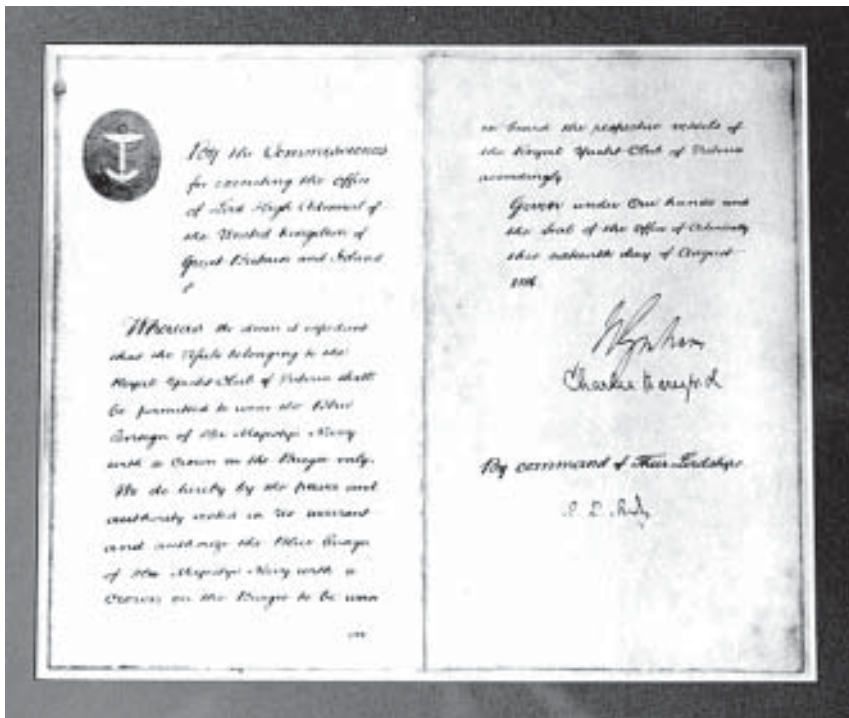 By the Commissioners
for executing the Office
of Lord High Admiral of
the United Kingdom of
Great Britain and Ireland
&
Whereas We deem it expedient
that the Vessels belonging to the
Royal Yacht Club of Victoria shall
be permitted to wear the Blue
Ensign of Her Majesty's Navy
with a Crown on the Burgee only.
We do hereby by the power and
authority vested in Us warrant
and authorize the Blue Ensign
of Her Majesty's Navy with a
Crown on the Burgee to be worn
on
on board the respective vessels of
the Royal Yacht Club of Victoria
accordingly
Given under Our hands and
the Seal of the Office of Admiralty
this sixteenth day of August
Charles Beresford
By command of Their Lordships